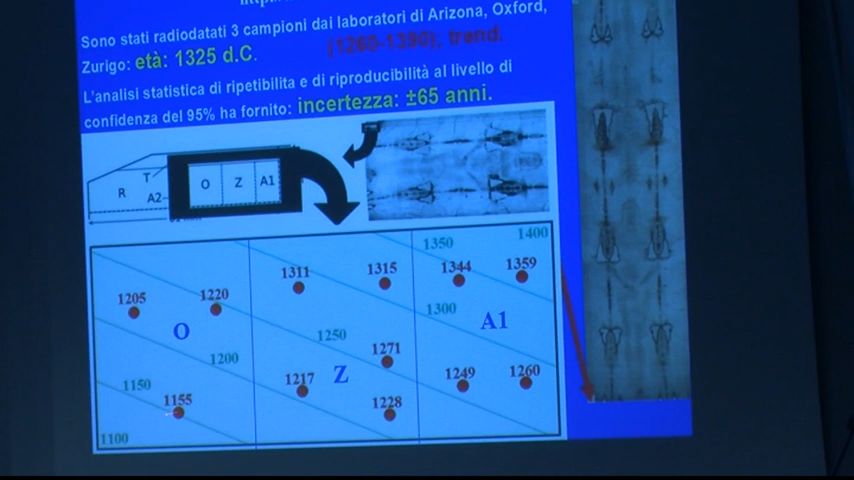 Sono stati radiodatati 3 campioni dai laboratori di Arizona, Oxford,
Zurigo: età: 1325 d.C. (1260-1390); trend.
L'analisi statistica di ripetibilita e di riproducibilità al livello di
confidenza del 95% ha fornito: incertezza: ±65 anni.
R T A2 O Z A1
1350 1400
1311 1315 1344 1359
1205 1220
1300
O A1
1250
1200 1271
1150 1217 Z 1249 1260
1155 1228
1100